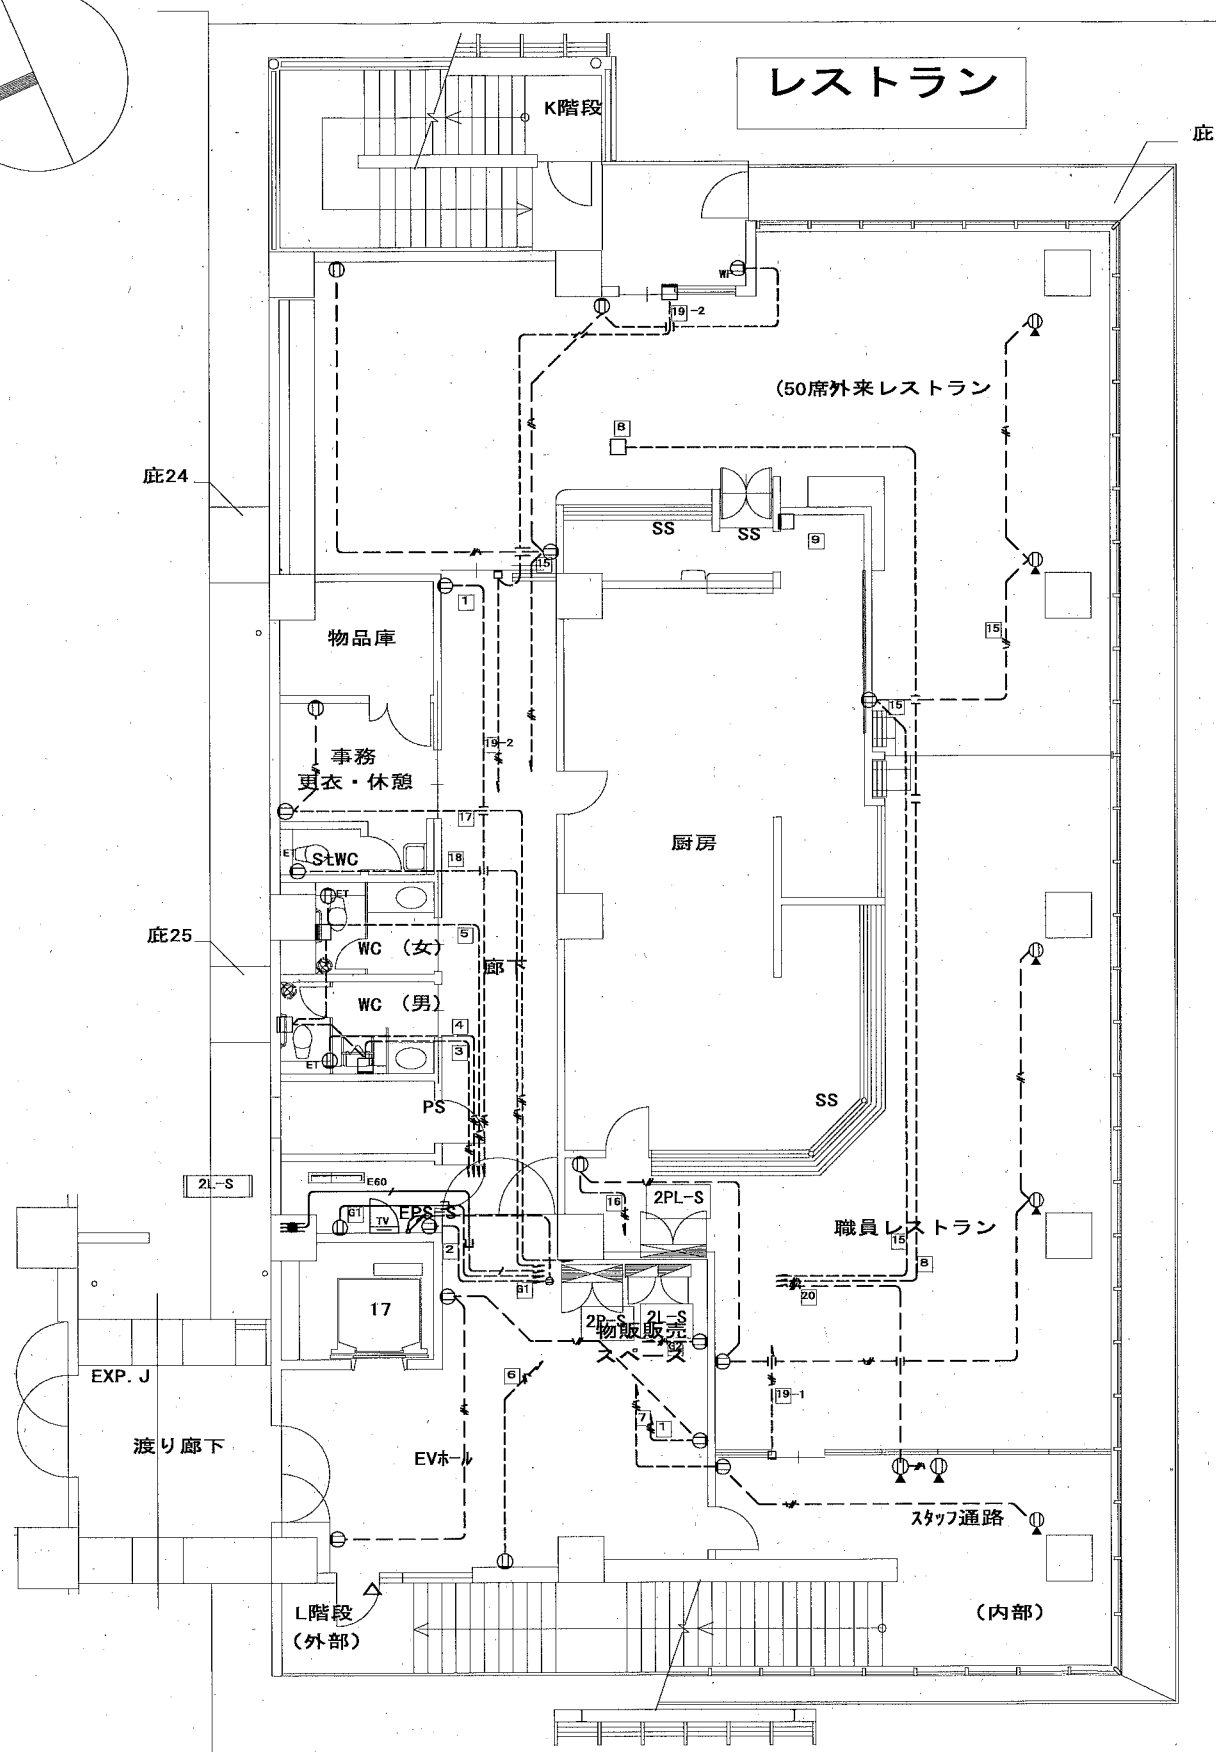 レストラン
K階段
庇
WP
19-2
(50席外来レストラン
8
庇24
SS
SS
9
15
1
物品庫
15
15
19-2
事務
更衣・休憩
17
厨房
18
ET
StWC
ET
庇25
5
WC (女)
廊下
WC (男)
4
3
ET
SS
PS
2L-S
E60
16
2PL-S
G1
TV
EPS-S
職員レストラン
15
2
8
G1
20
17
2P-S
2L-S
物販販売
スペース
EXP. J
6
19-1
7
1
渡り廊下
EVホール
スタッフ通路
L階段
(外部)
(内部)